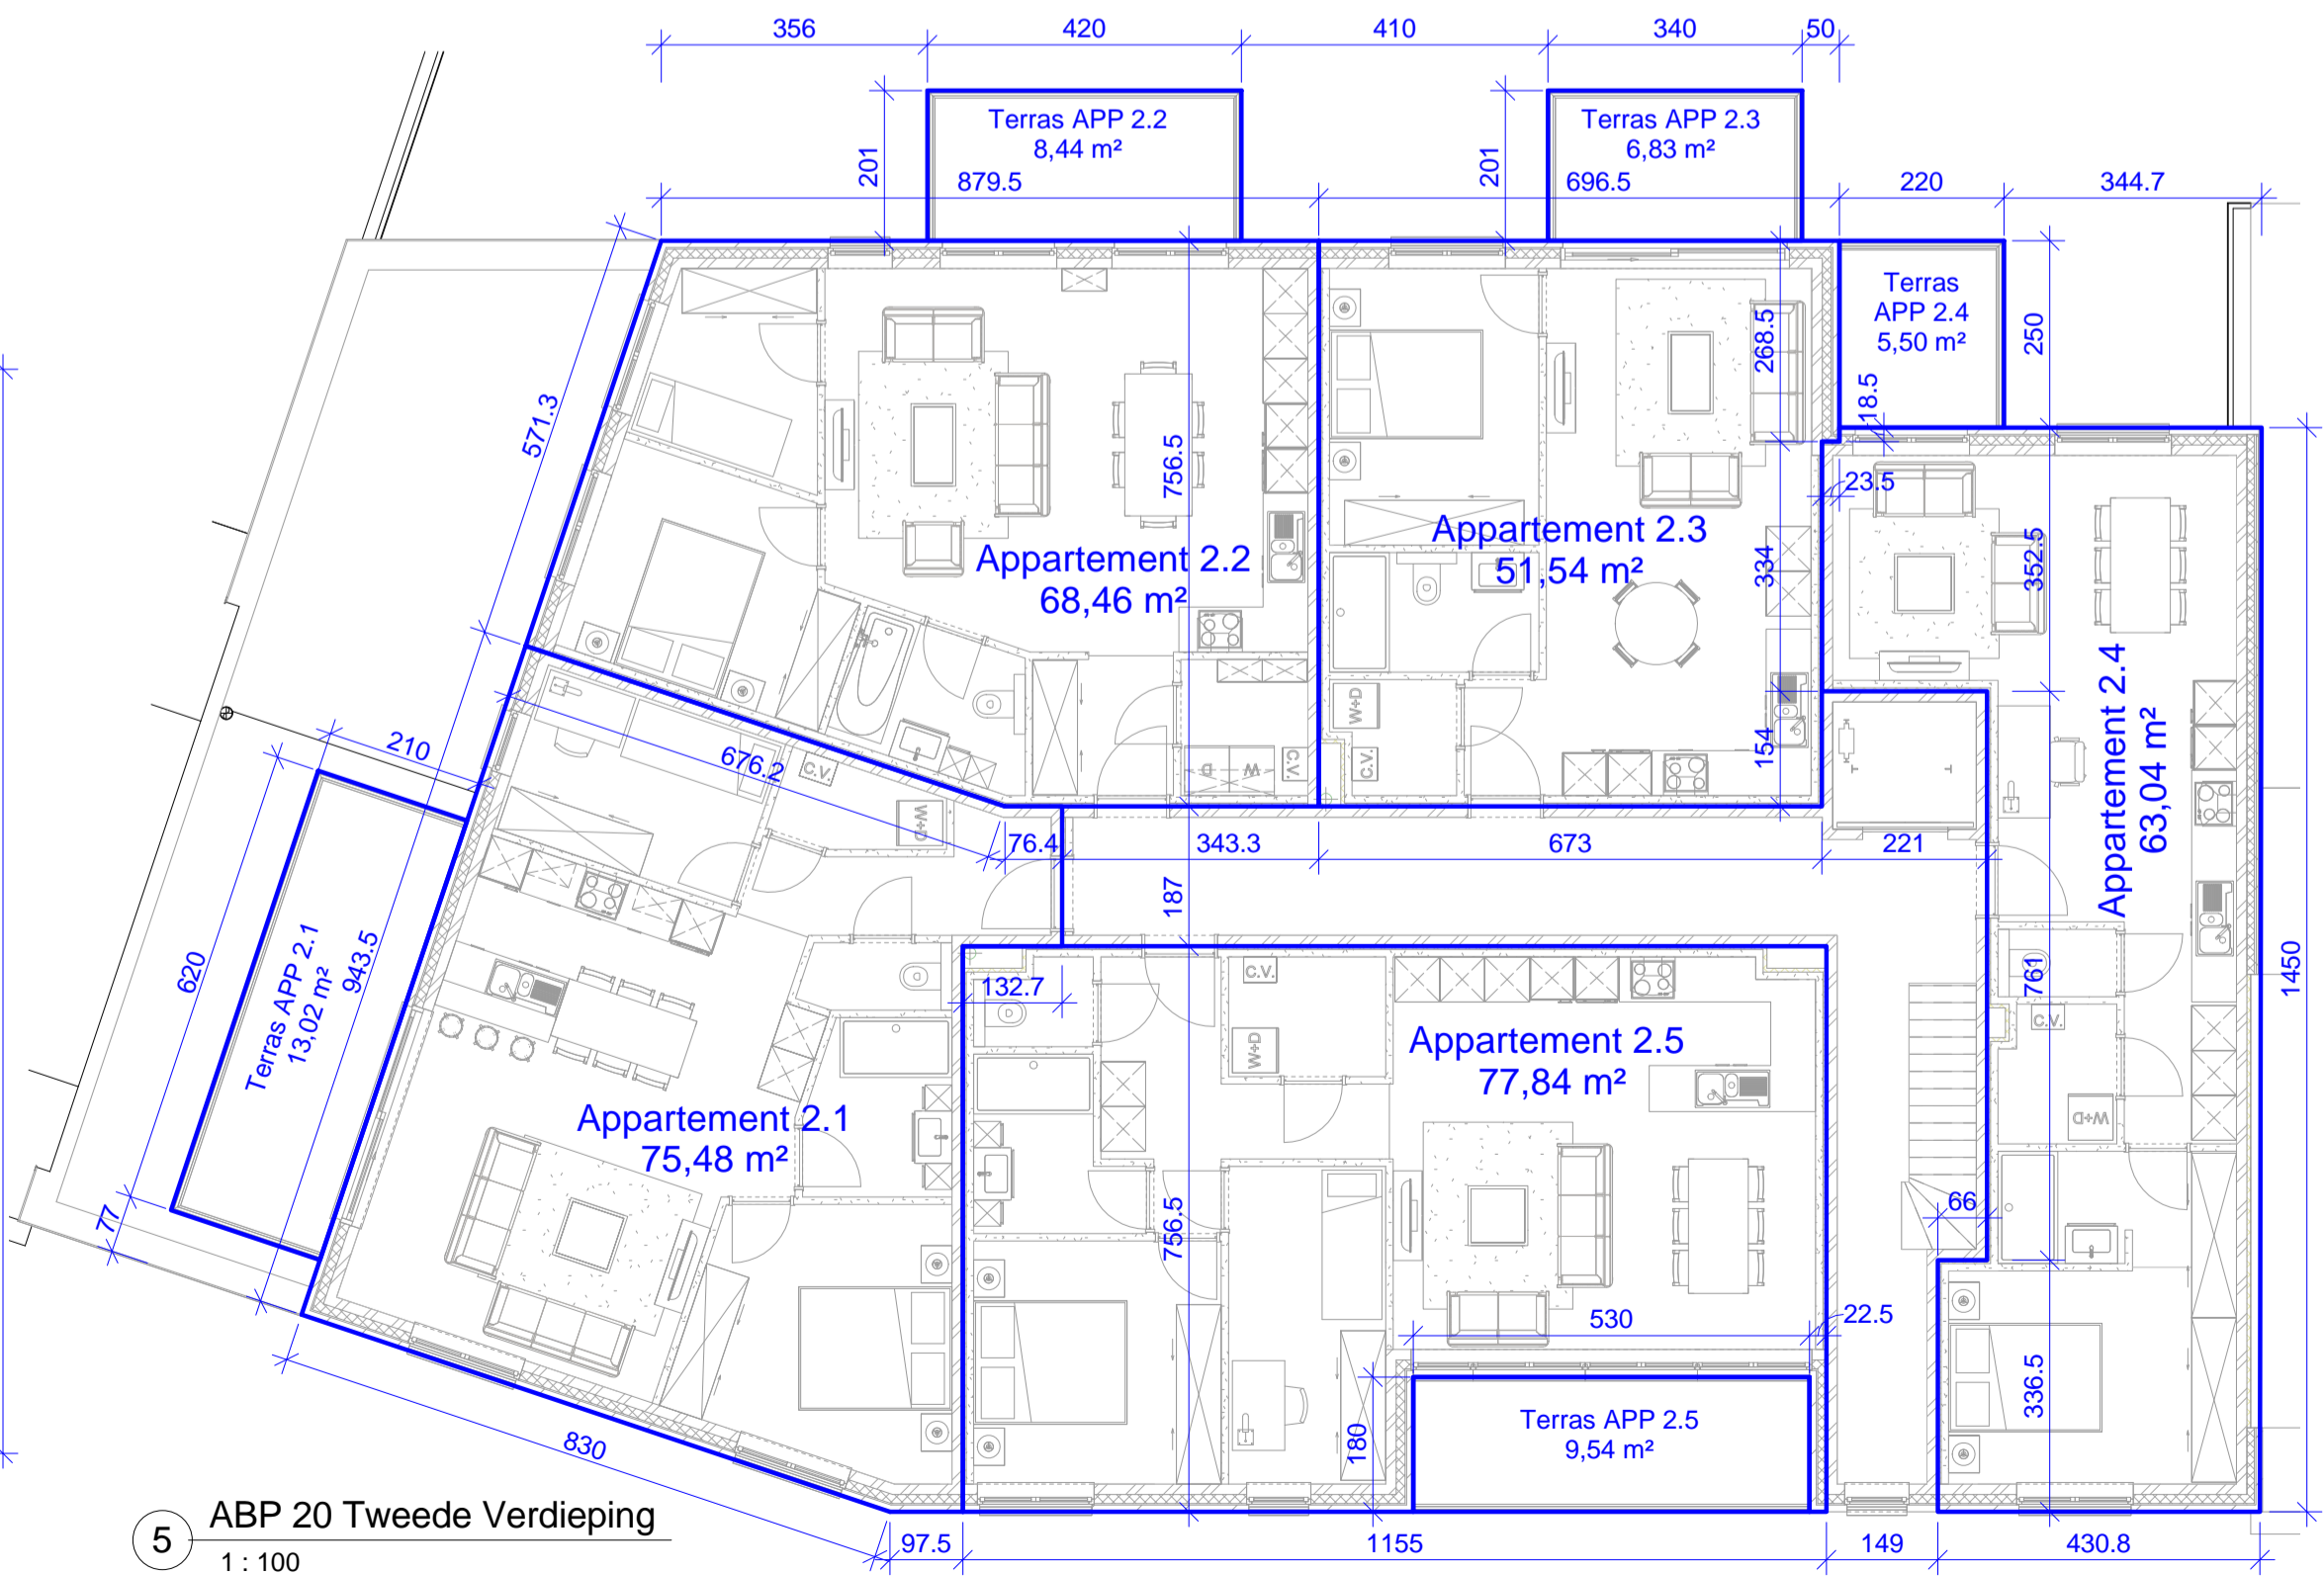 356
420
410
340
50
Terras APP 2.2
8,44 m²
201
Terras APP 2.3
6,83 m²
201
879.5
696.5
220
344.7
Terras
APP 2.4
5,50 m²
250
268.5
18.5
571.3
756.5
23.5
Appartement 2.2
68,46 m²
Appartement 2.3
51,54 m²
334
352.5
Appartement 2.4
63,04 m²
210
676.2
C.V.
W+D
D
W
C.V.
W+D
C.V.
154
76.4
343.3
673
221
187
620
Terras APP 2.1
13,02 m²
943.5
132.7
C.V.
W+D
Appartement 2.5
77,84 m²
761
C.V.
W+D
1450
Appartement 2.1
75,48 m²
77
756.5
66
530
22.5
180
Terras APP 2.5
9,54 m²
336.5
830
97.5
1155
149
430.8
5
ABP 20 Tweede Verdieping
1 : 100